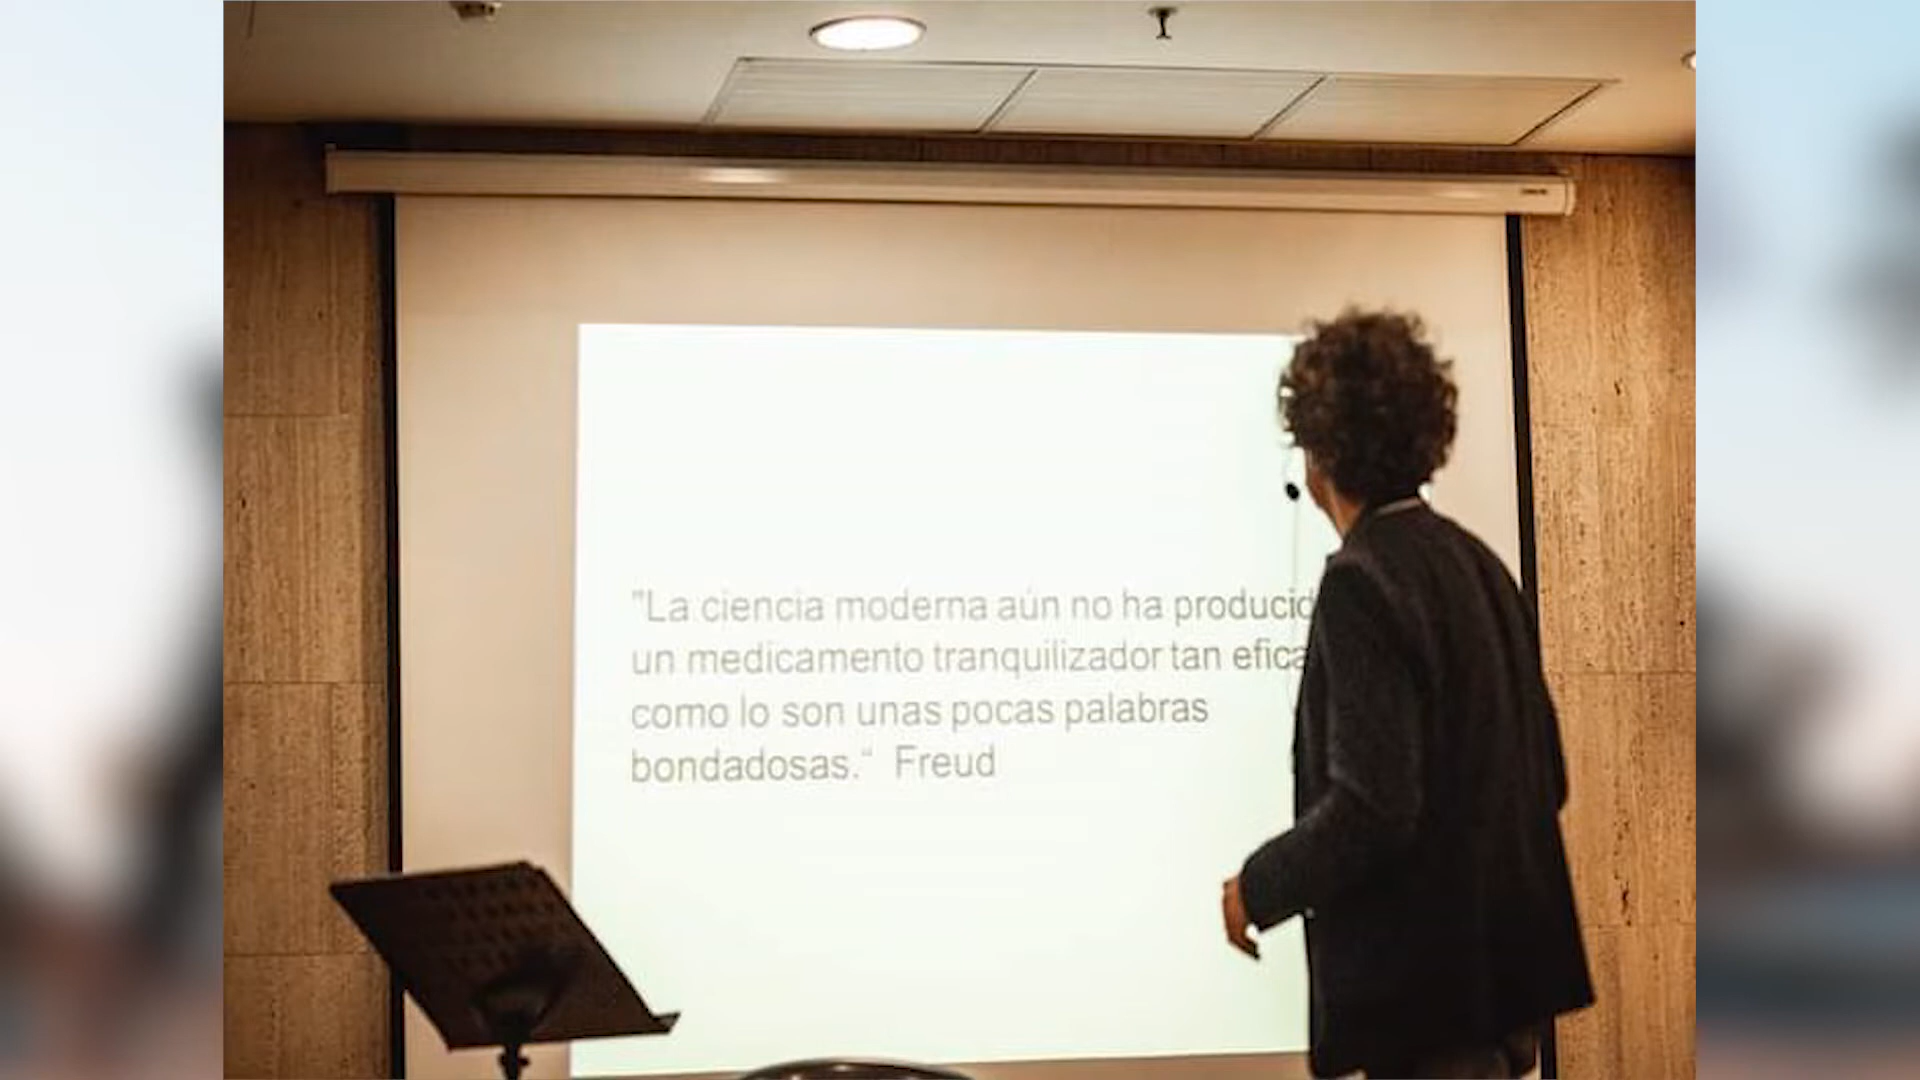 "La ciencia moderna aún no ha producid
un medicamento tranquilizador tan efica
como lo son unas pocas palabras
bondadosas.“ Freud